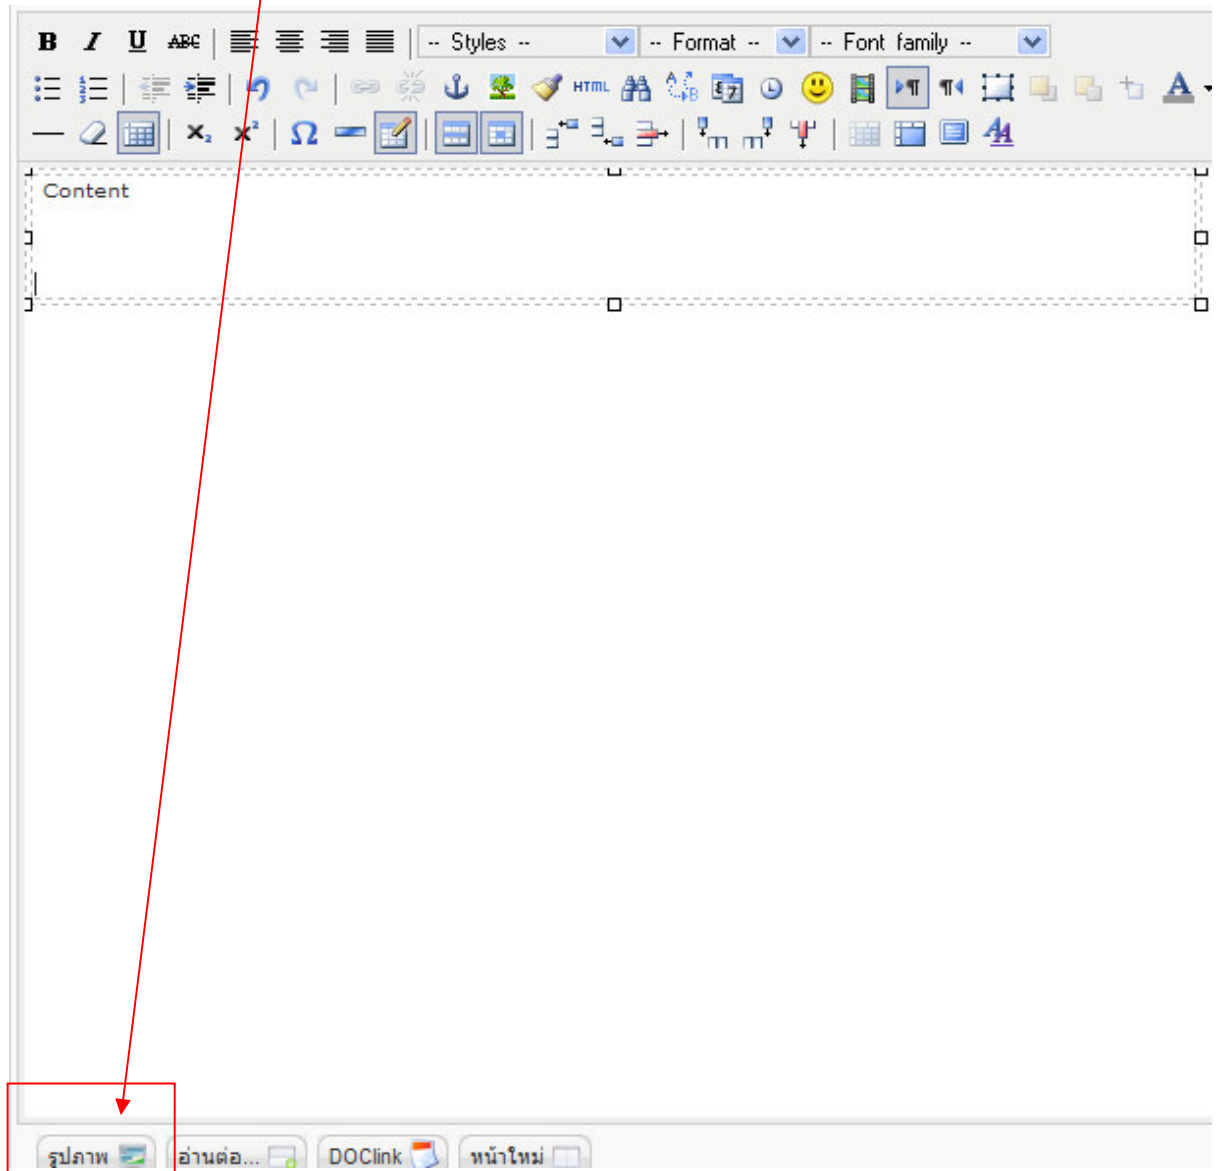 B I U ABC -- Styles -- -- Format -- -- Font family --
HTML
Content
รูปภาพ อ่านต่อ... DOClink หน้าใหม่